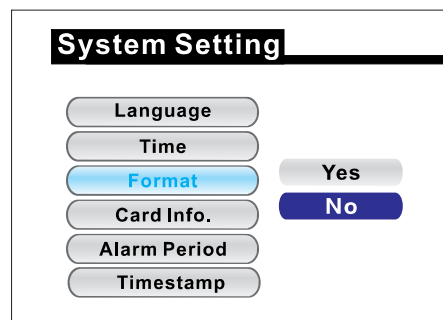 System Setting
Language
Time
Format
Yes
Card Info.
No
Alarm Period
Timestamp